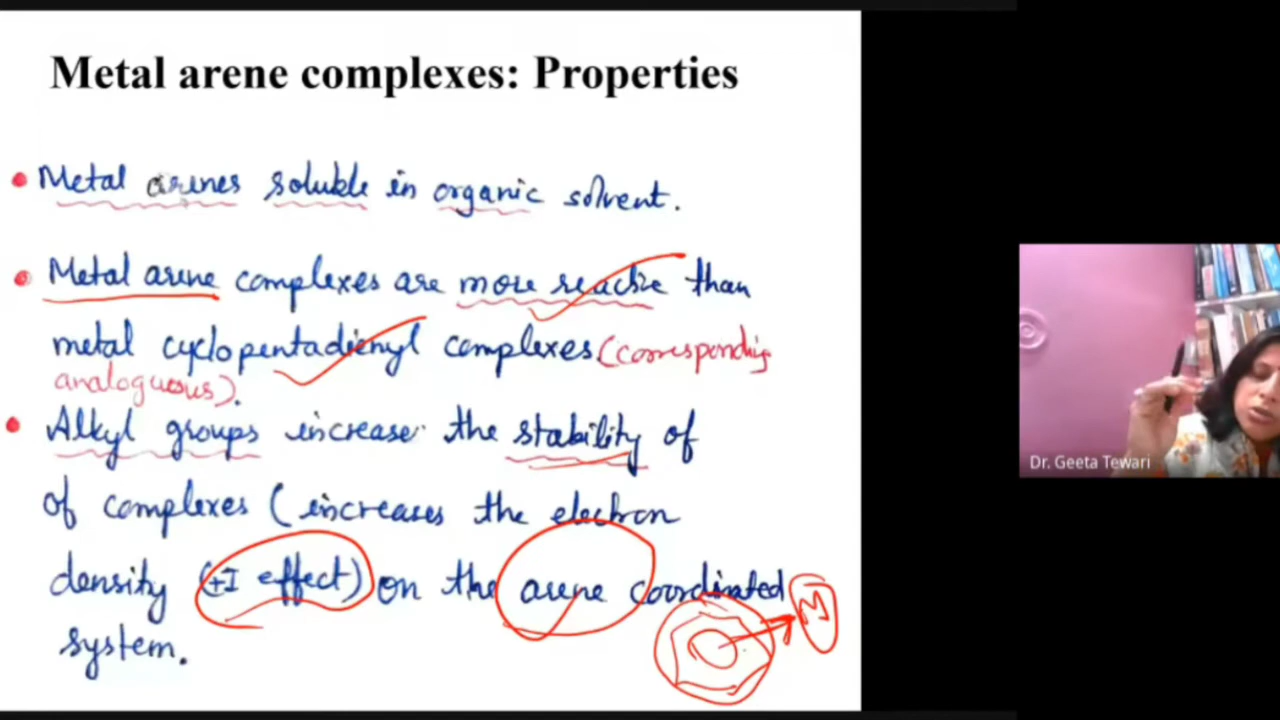 Metal arene complexes: Properties
• Metal arenes soluble in organic solvent.
• Metal arene complexes are more reactive than
metal cyclopentadienyl complexes (corresponding
analoguous).
• Alkyl groups increase the stability of
of complexes (increases the electron
density (+I effect) on the arene coordinated
system.
M
Dr. Geeta Tewari